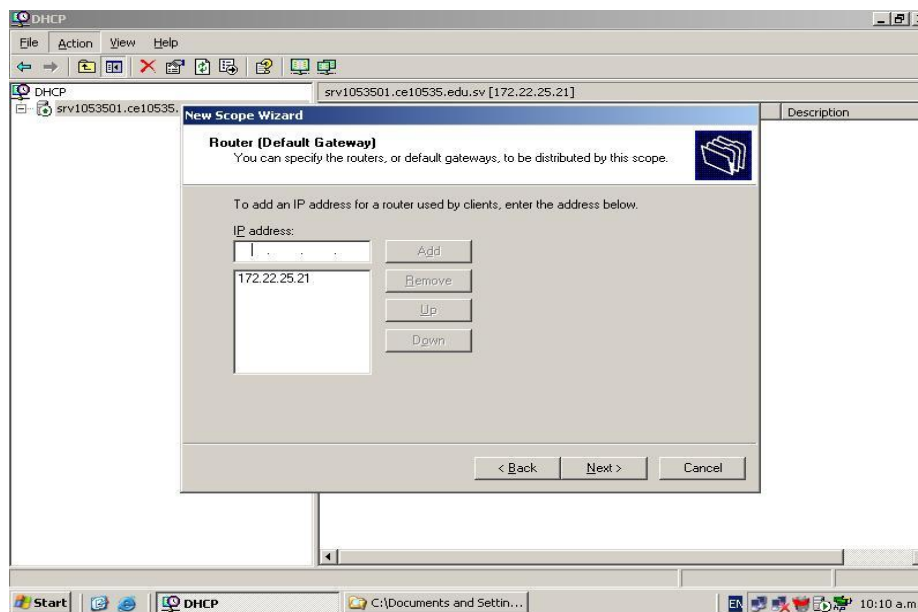 DHCP
File Action View Help
DHCP
srv1053501.ce10535.edu.sv [172.22.25.21]
srv1053501.ce10535.
Description
New Scope Wizard
Router (Default Gateway)
You can specify the routers, or default gateways, to be distributed by this scope.
To add an IP address for a router used by clients, enter the address below.
IP address:
. . .
Add
172.22.25.21
Remove
Up
Down
< Back Next > Cancel
Start DHCP C:\Documents and Settin... EN 10:10 a.m